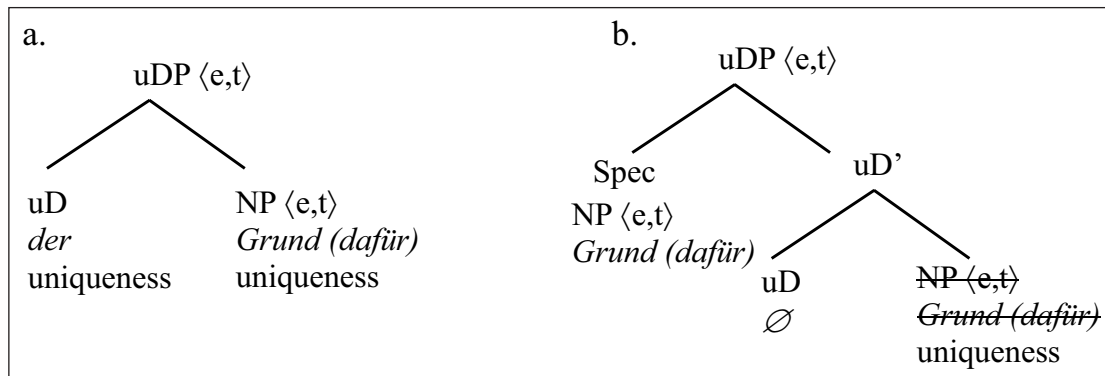 a.
uDP ⟨e,t⟩
uD
der
uniqueness
NP ⟨e,t⟩
Grund (dafür)
uniqueness
b.
uDP ⟨e,t⟩
Spec
NP ⟨e,t⟩
Grund (dafür)
uD’
uD
∅
NP ⟨e,t⟩
Grund (dafür)
uniqueness